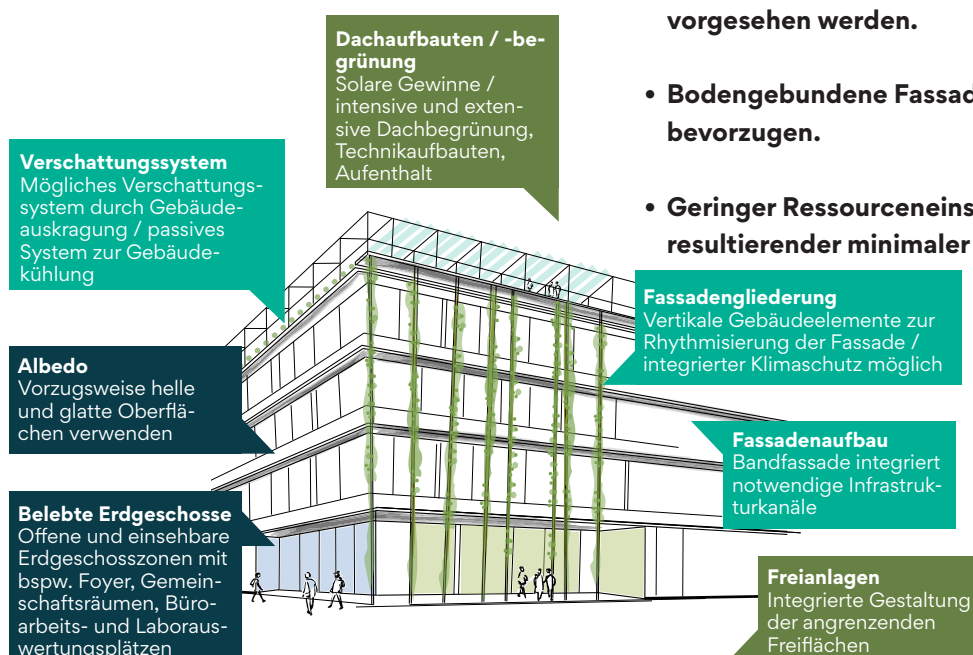 vorgesehen werden.
• Bodengebundene
bevorzugen.
• Geringer
resultierender minimaler
Dachaufbauten / -be-
grünung
Solare Gewinne /
intensive und exten-
sive Dachbegrünung,
Technikaufbauten,
Aufenthalt
Verschattungssystem
Mögliches Verschattungs-
system durch Gebäude-
auskragung / passives
System zur Gebäude-
kühlung
Fassadengliederung
Vertikale Gebäudeelemente zur
Rhythmisierung der Fassade /
integrierter Klimaschutz möglich
Albedo
Vorzugsweise helle
und glatte Oberflä-
chen verwenden
Fassadenaufbau
Bandfassade integriert
notwendige Infrastruk-
turkanäle
Belebte Erdgeschosse
Offene und einsehbare
Erdgeschosszonen mit
bspw. Foyer, Gemein-
schaftsräumen, Büro-
arbeits- und Laboraus-
wertungsplätzen
Freianlagen
Integrierte Gestaltung
der angrenzenden
Freiflächen